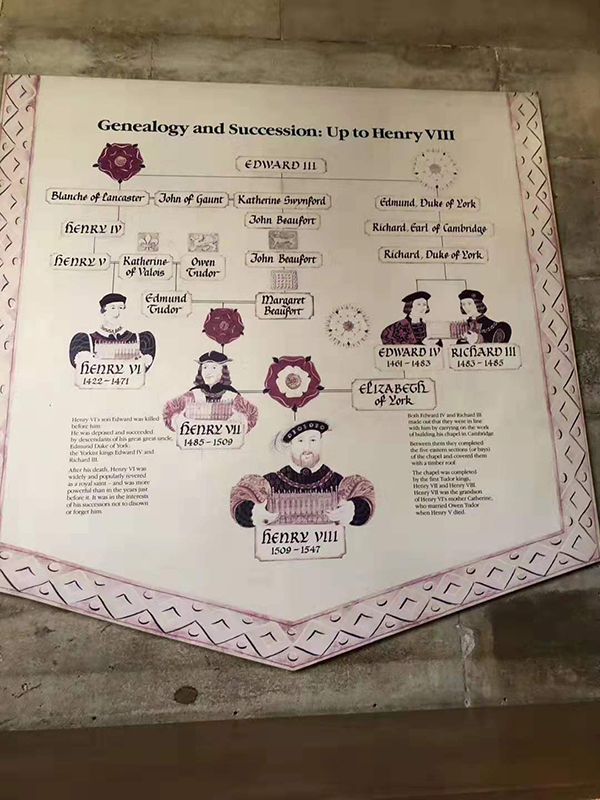 Genealogy and Succession: Up to Henry VIII
EDWARD III
Blanche of Lancaster
John of Gaunt
Katherine Swynford
Edmund, Duke of York
John Beaufort
HENRY IV
Richard, Earl of Cambridge
HENRY V
Katherine
of Valois
Owen
Tudor
John Beaufort
Richard, Duke of York
Edmund
Tudor
Margaret
Beaufort
HENRY VI
1422-1471
EDWARD IV
1461-1483
RICHARD III
1483-1485
ELIZABETH
of York
HENRY VII
1485-1509
Henry VI's son Edward was killed
before him.
He was deposed and succeeded
by descendants of his great great uncle,
Edmund Duke of York:
the Yorkist kings Edward IV and
Richard III.
After his death, Henry VI was
widely and popularly revered
as a royal saint – and was more
powerful than in the years just
before it. It was in the interests
of his successors not to disown
or forget him.
Both Edward IV and Richard III
made out that they were in line
with him by carrying on the work
of building his chapel in Cambridge
Between them they completed
the five eastern sections (or bays)
of the chapel and covered them
with a timber roof
The chapel was completed
by the first Tudor kings,
Henry VII and Henry VIII.
Henry VII was the grandson
of Henry VI's mother Catherine,
who married Owen Tudor
when Henry V died.
HENRY VIII
1509-1547